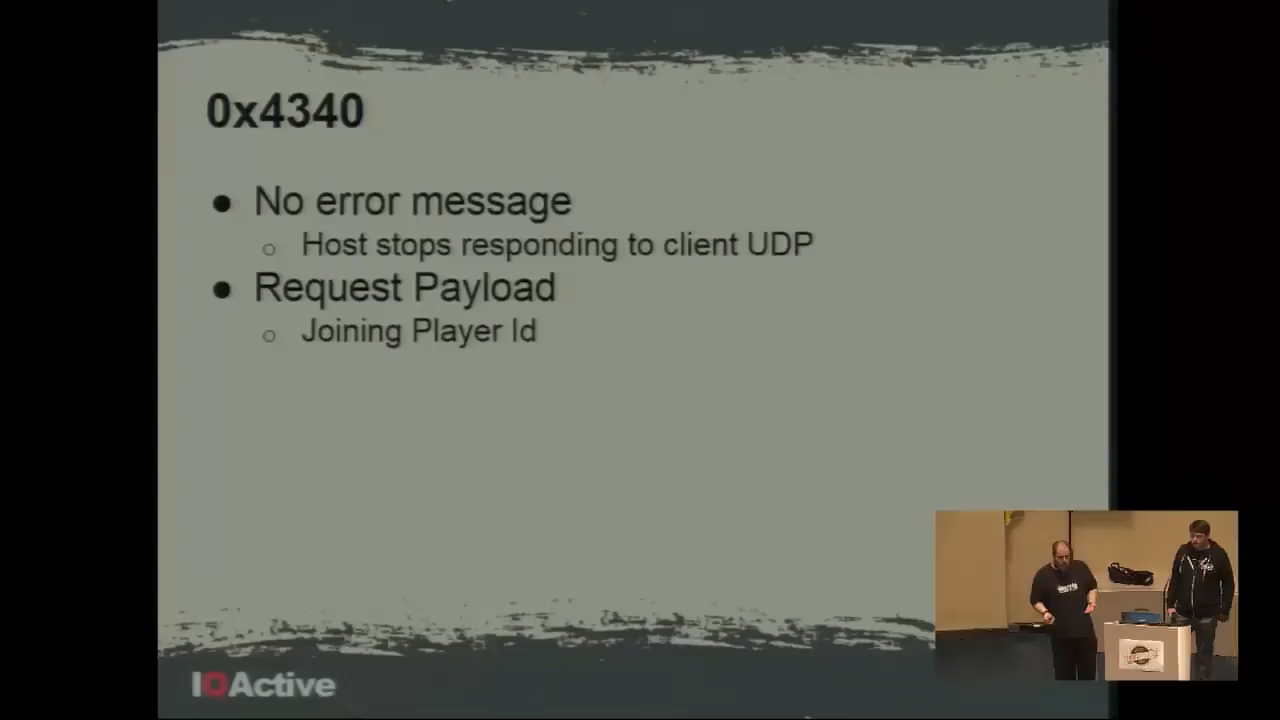 0x4340
● No error message
○ Host stops responding to client UDP
● Request Payload
○ Joining Player Id
IOActive